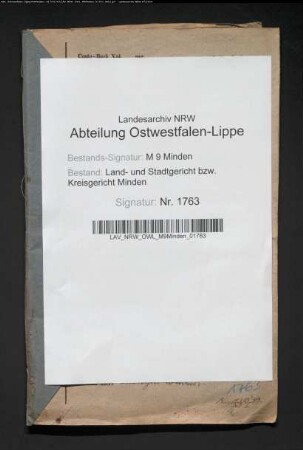 Landesarchiv NRW
Abteilung Ostwestfalen-Lippe
Bestands-Signatur: M 9 Minden
Bestand: Land- und Stadtgericht bzw.
Kreisgericht Minden
Signatur: Nr. 1763
LAV_NRW_OWL_M9Minden_01763
1763